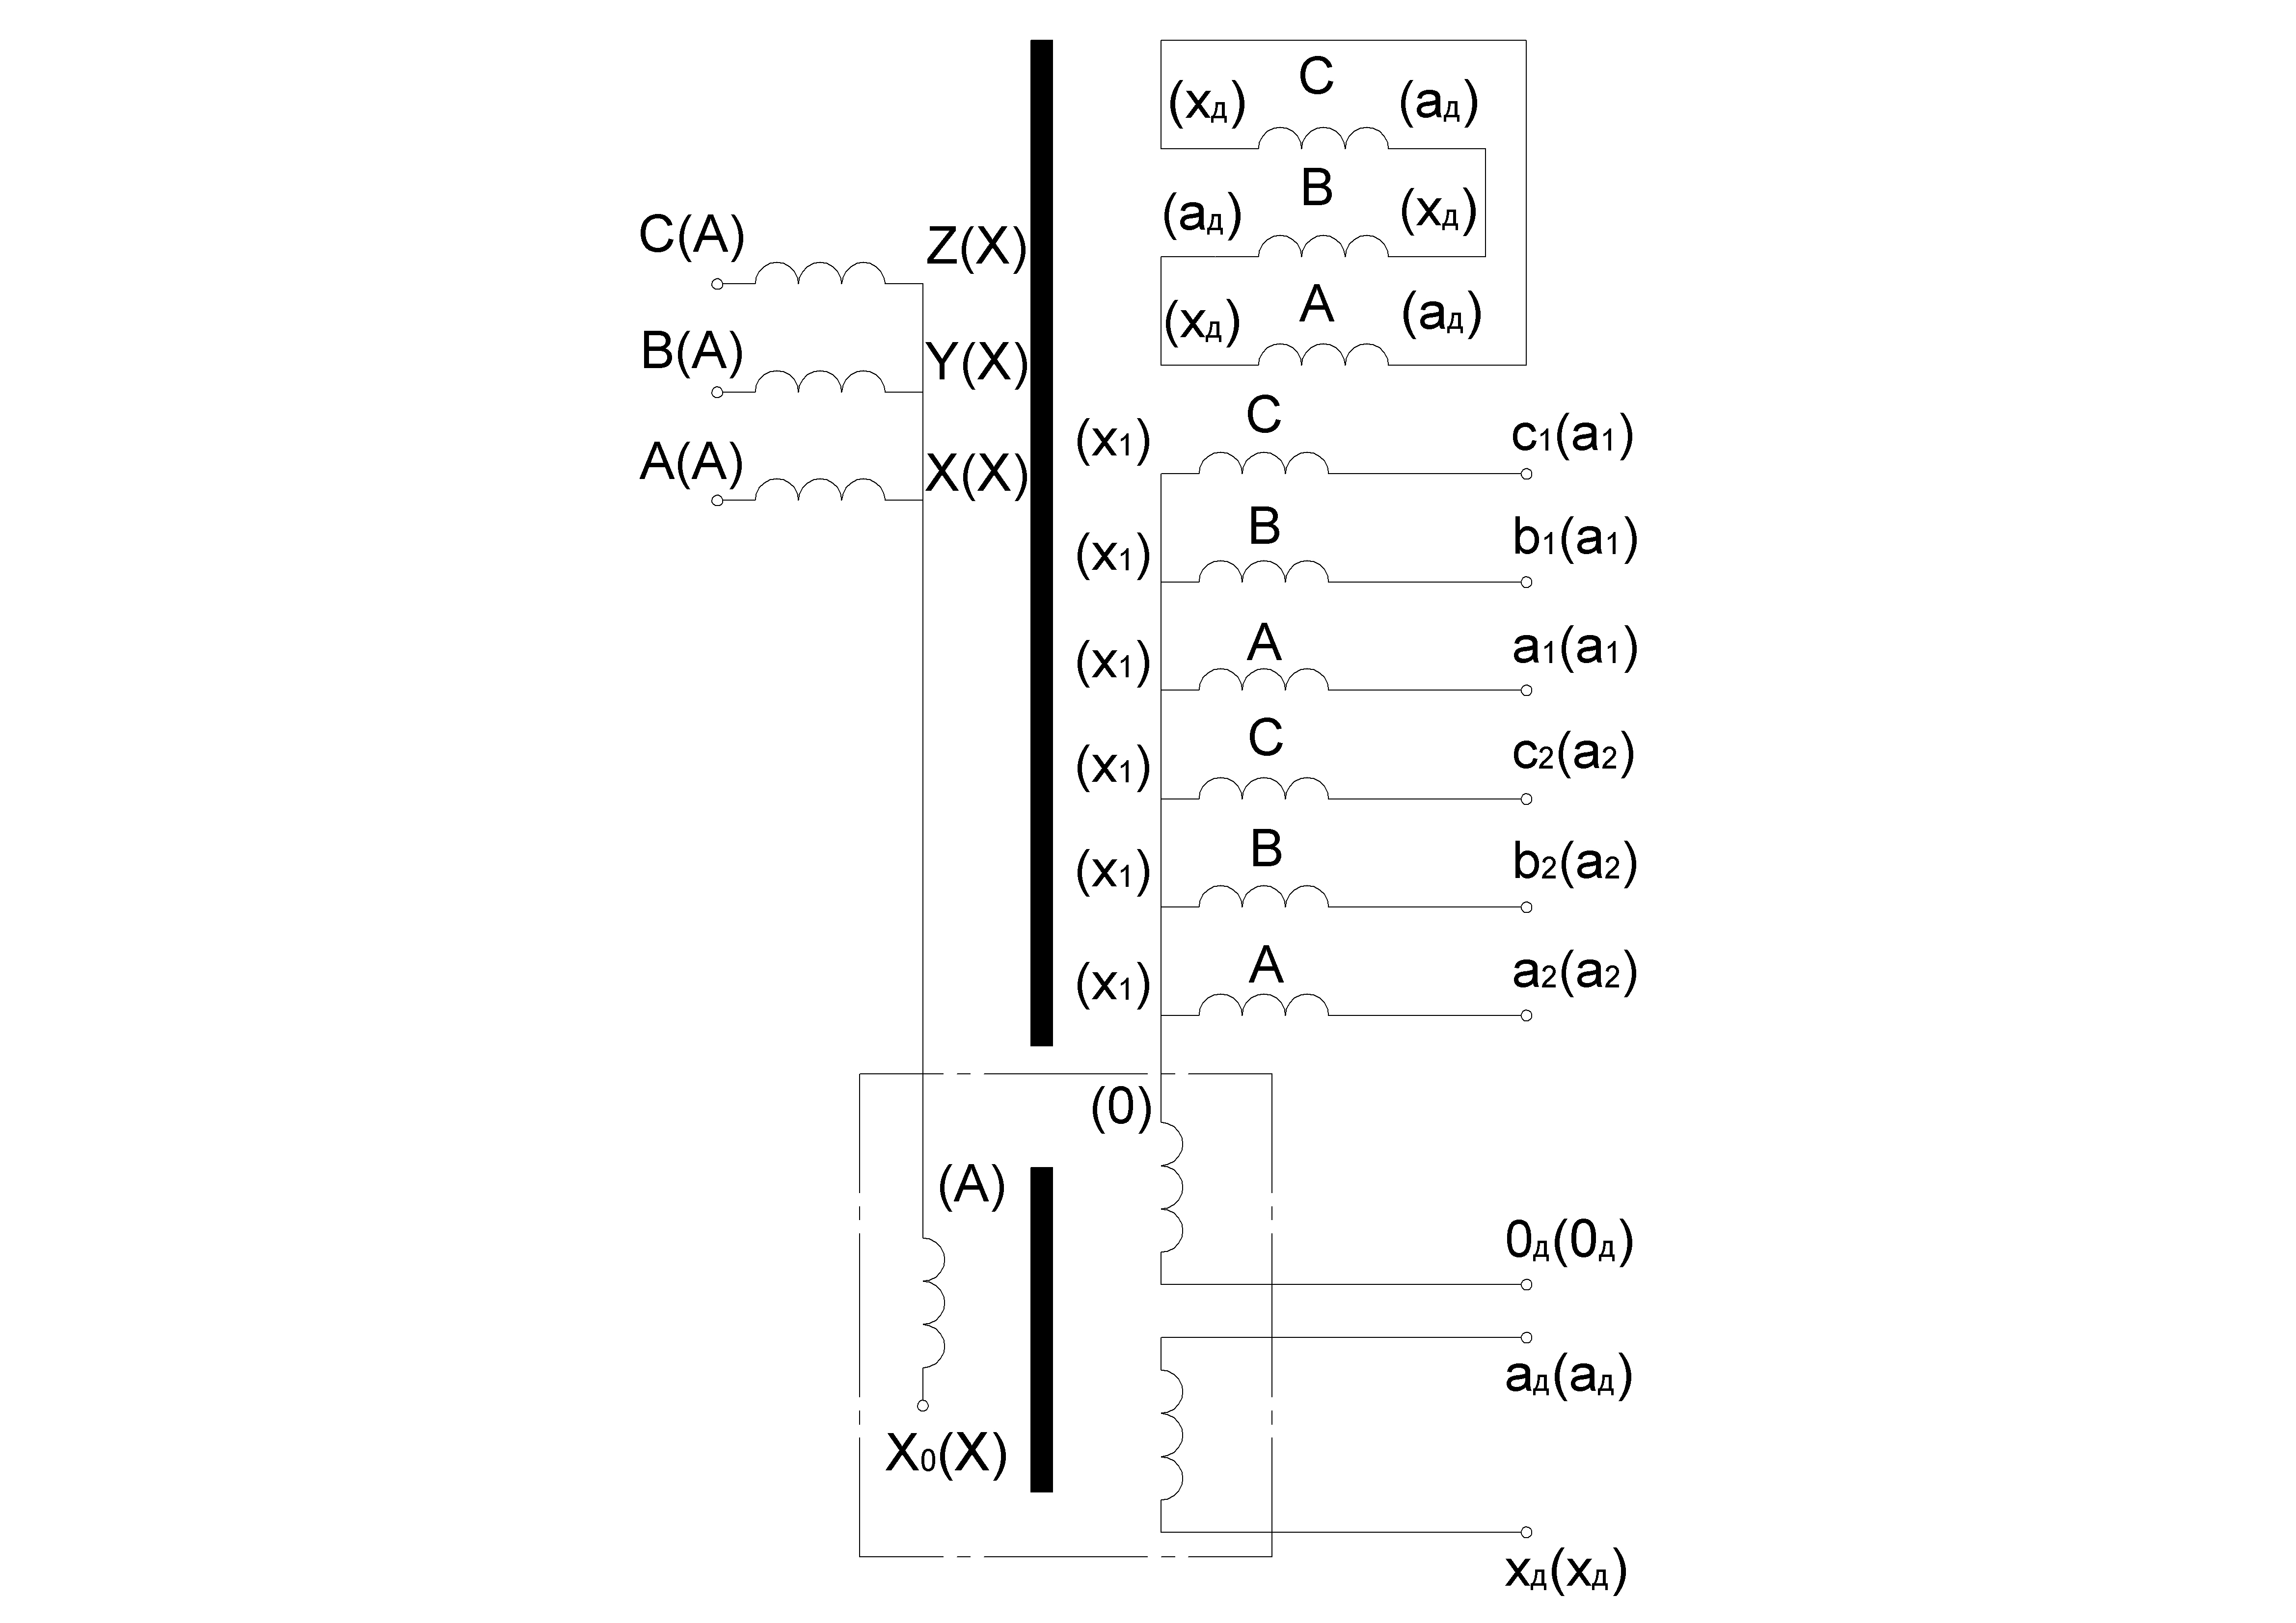 C
(xд) (aд)
B
(aд) (xд)
A
(xд) (aд)
C(A) Z(X)
B(A) Y(X)
A(A) X(X)
(x1) C c1(a1)
(x1) B b1(a1)
(x1) A a1(a1)
(x1) C c2(a2)
(x1) B b2(a2)
(x1) A a2(a2)
(0)
(A)
0д(0д)
aд(aд)
X0(X)
xд(xд)